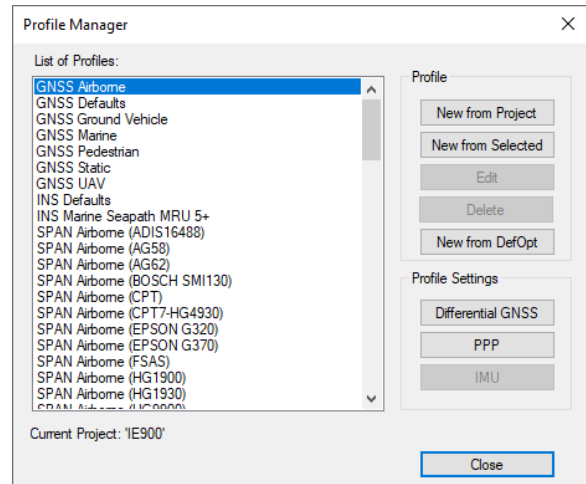 Profile Manager
List of Profiles:
GNSS Airborne
GNSS Defaults
GNSS Ground Vehicle
GNSS Marine
GNSS Pedestrian
GNSS Static
GNSS UAV
INS Defaults
INS Marine Seapath MRU 5+
SPAN Airborne (ADIS16488)
SPAN Airborne (AG58)
SPAN Airborne (AG62)
SPAN Airborne (BOSCH SMI130)
SPAN Airborne (CPT)
SPAN Airborne (CPT7-HG4930)
SPAN Airborne (EPSON G320)
SPAN Airborne (EPSON G370)
SPAN Airborne (FSAS)
SPAN Airborne (HG1900)
SPAN Airborne (HG1930)
SPAN Airborne (HG9900)
Profile
New from Project
New from Selected
Edit
Delete
New from DefOpt
Profile Settings
Differential GNSS
PPP
IMU
Current Project: 'IE900'
Close